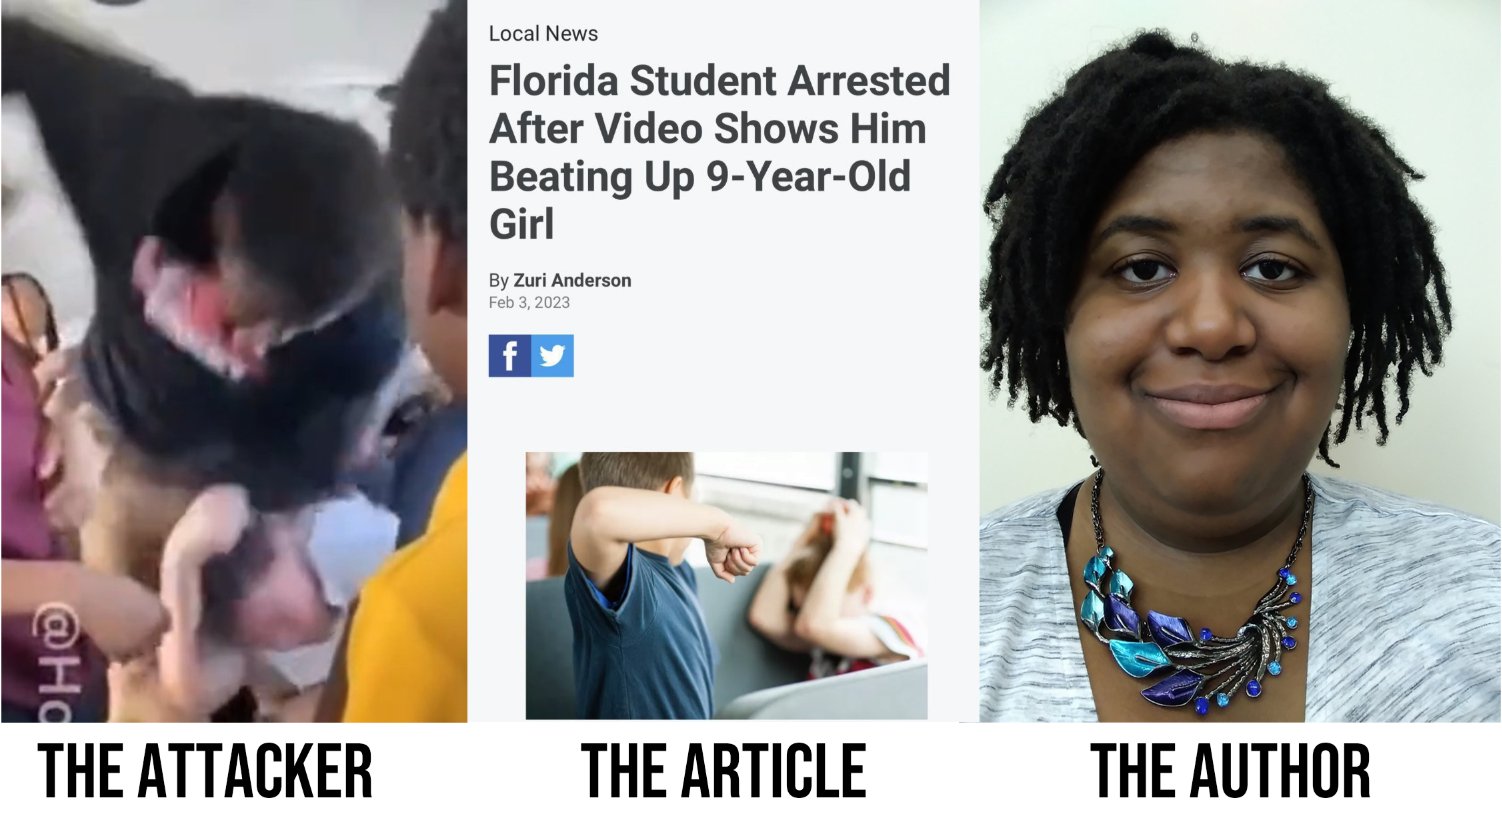 Local News
Florida Student Arrested
After Video Shows Him
Beating Up 9-Year-Old
Girl
By Zuri Anderson
Feb 3, 2023
f
@Ho
THE ATTACKER
THE ARTICLE
THE AUTHOR